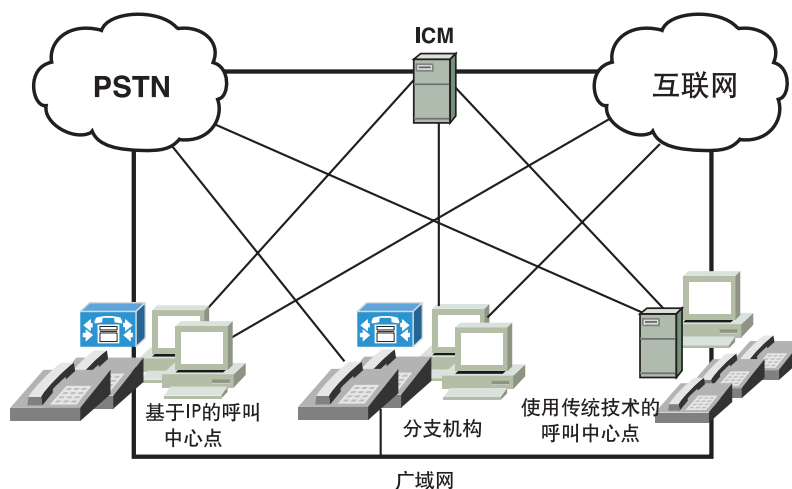 ICM
PSTN
互联网
基于IP的呼叫
中心点
分支机构
使用传统技术的
呼叫中心点
广域网